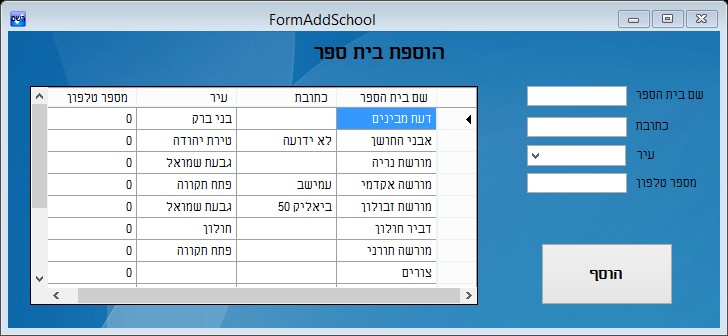 FormAddSchool
הוספת בית ספר
שם בית הספר
כתובת
עיר
מספר טלפון
הוסף
שם בית הספר כתובת עיר מספר טלפון
דעת מבינים בני ברק 0
אבני החושן לא ידועה טירת יהודה 0
מורשת נריה גבעת שמואל 0
מורשה אקדמי עמישב פתח תקווה 0
מורשת זבולון ביאליק 50 גבעת שמואל 0
דביר חולון חולון 0
מורשה תורני פתח תקווה 0
צורים 0